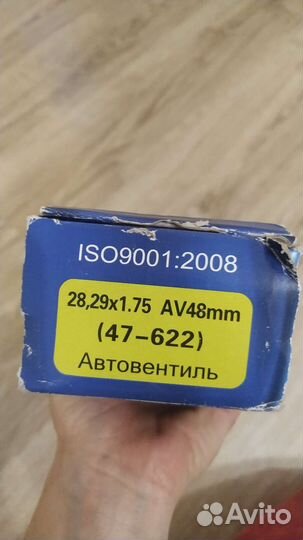 ISO9001:2008
28,29x1.75 AV48mm
(47-622)
Автовентиль
Avito